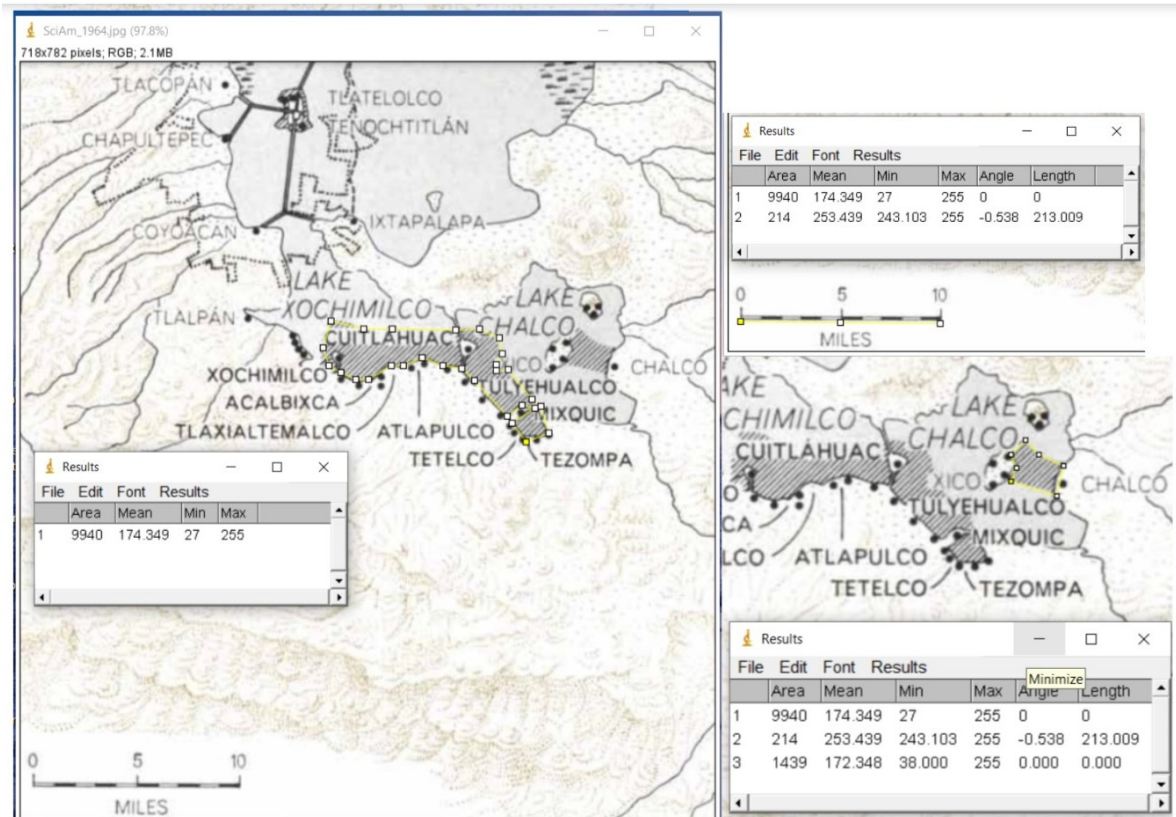 SciAm_1964.jpg (97.8%)
718x782 pixels; RGB; 2.1MB
TLACOPÁN
TLATELOLCO
TENOCHTITLÁN
CHAPULTEPEC
IXTAPALAPA
COYOACÁN
LAKE
XOCHIMILCO
LAKE
CHALCO
TLALPÁN
CUITLÁHUAC
XICO
CHALCO
XOCHIMILCO
TULYEHUALCO
ACALBIXCA
MIXQUIC
TLAXIALTEMALCO
ATLAPULCO
TETELCO
TEZOMPA
Results
File Edit Font Results
Area Mean Min Max
1 9940 174.349 27 255
0 5 10
MILES
Results
File Edit Font Results
Area Mean Min Max Angle Length
1 9940 174.349 27 255 0 0
2 214 253.439 243.103 255 -0.538 213.009
0 5 10
MILES
AKE
CHIMILCO
LAKE
CHALCO
CUITLÁHUAC
XICO
CHALCO
O
TULYEHUALCO
CA
MIXQUIC
LCO
ATLAPULCO
TETELCO
TEZOMPA
Results
File Edit Font Results
Minimize
Area Mean Min Max Angle Length
1 9940 174.349 27 255 0 0
2 214 253.439 243.103 255 -0.538 213.009
3 1439 172.348 38.000 255 0.000 0.000